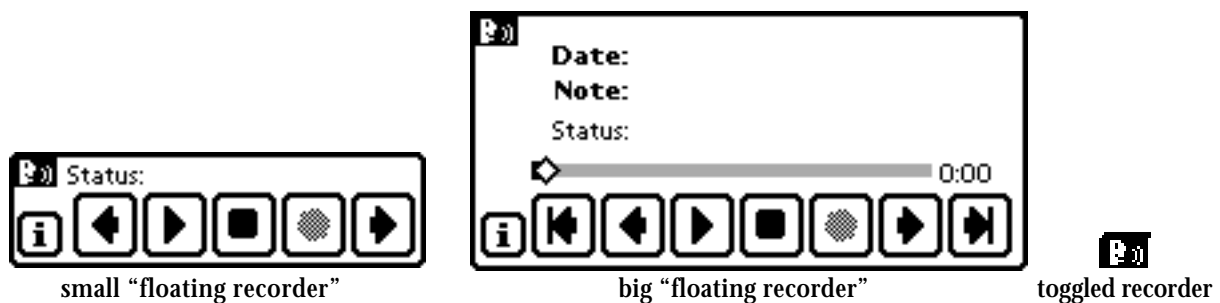 Date:
Note:
Status:
0:00
i
Status:
i
small “floating recorder”
big “floating recorder”
toggled recorder